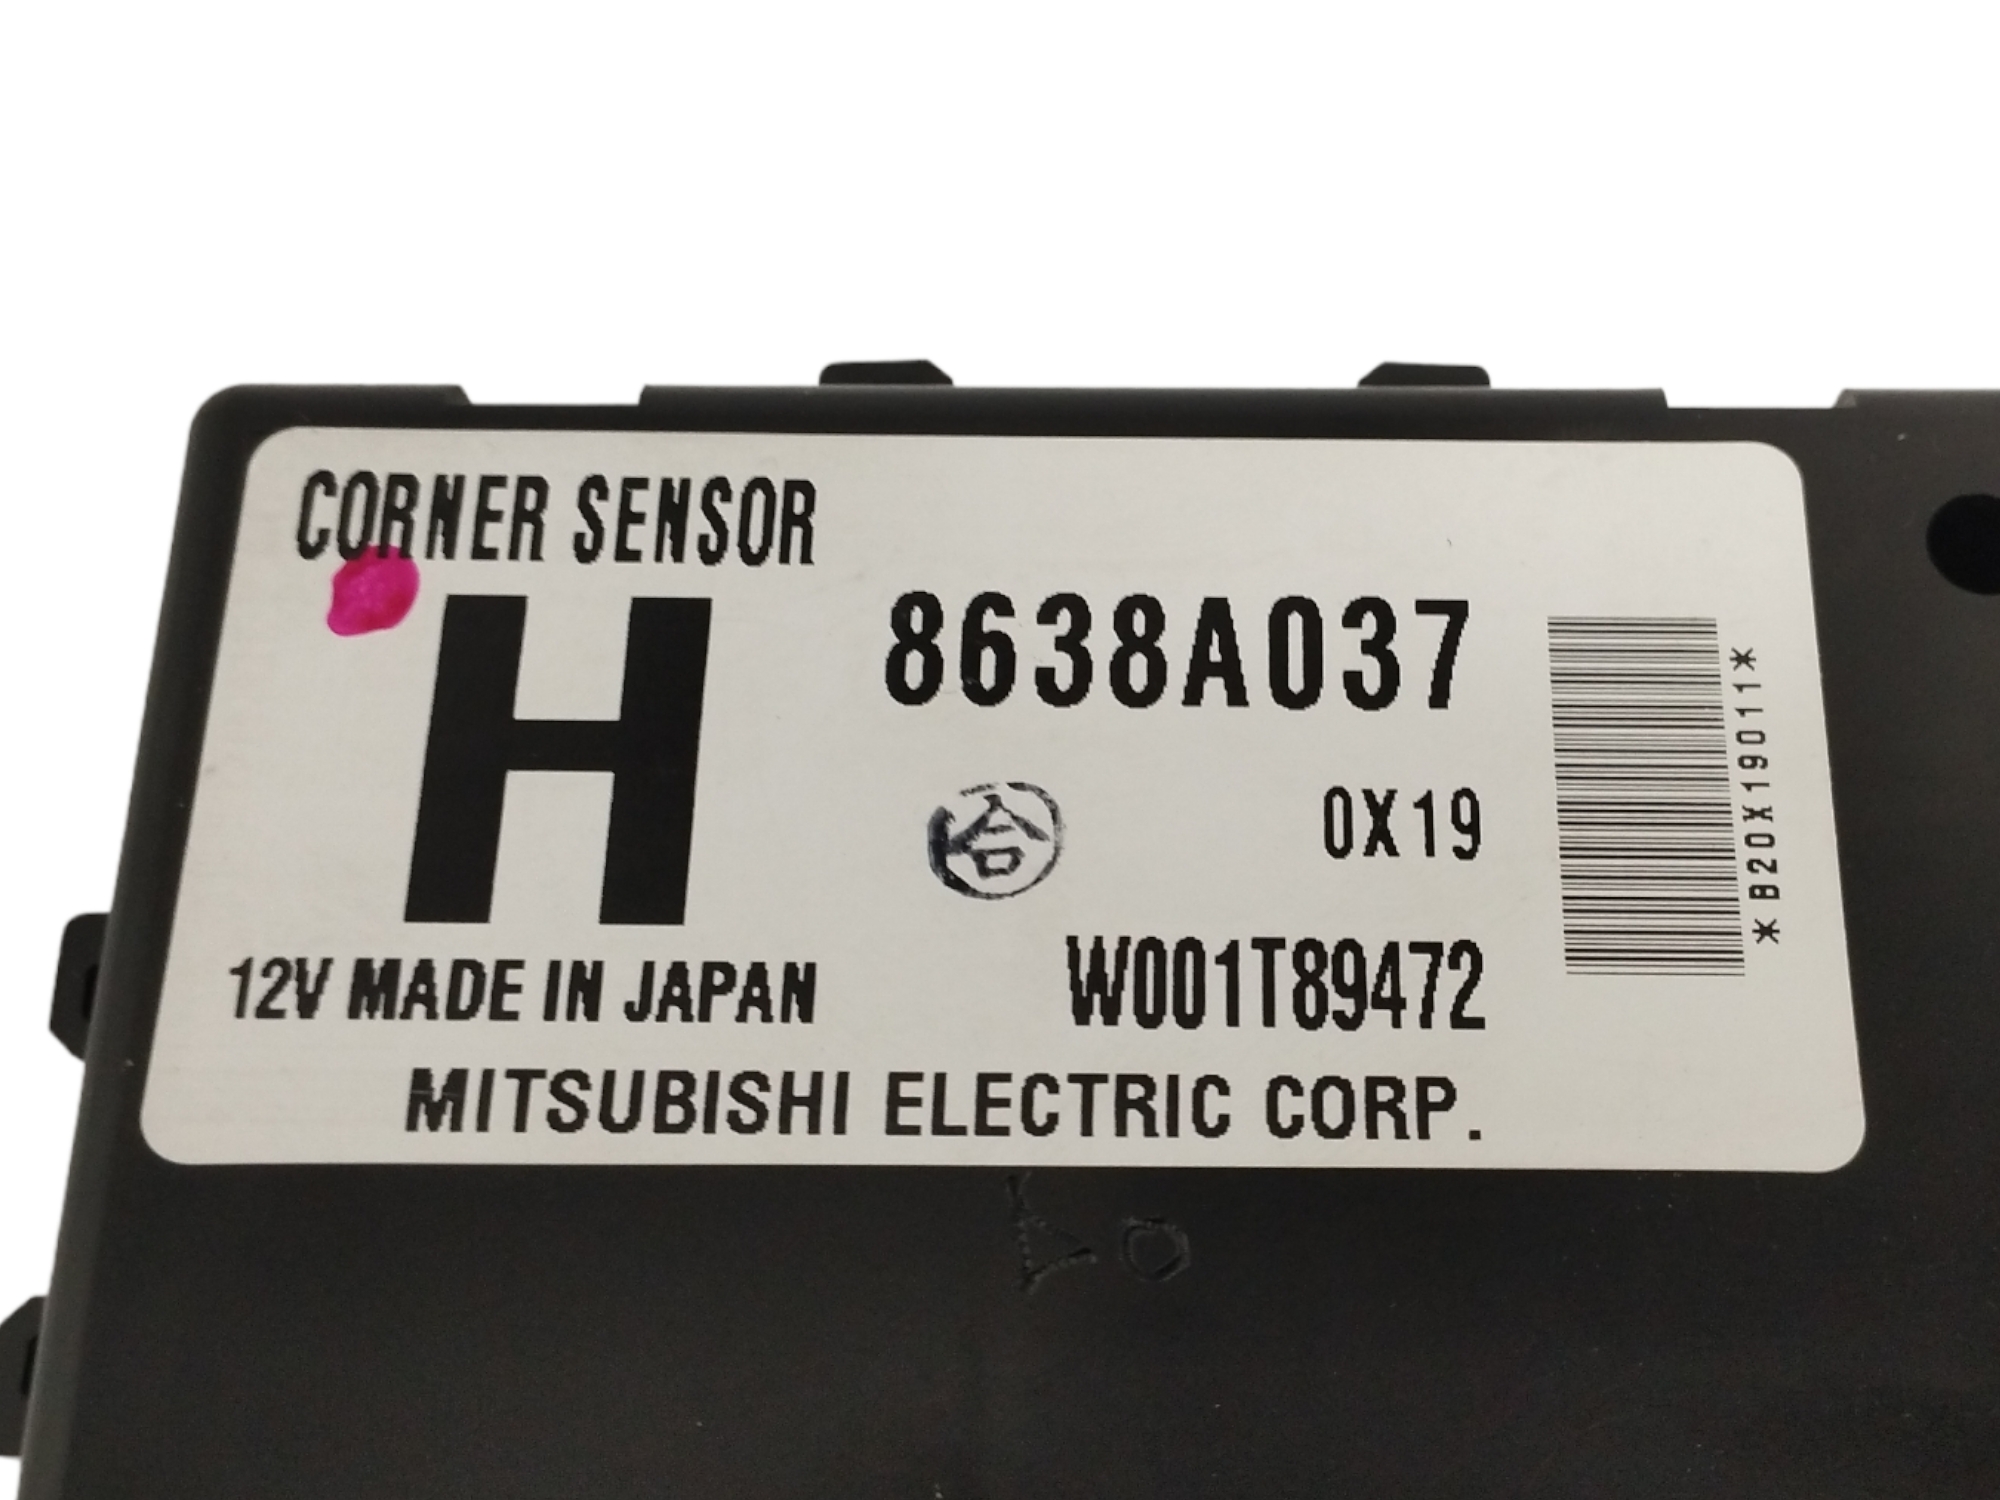 CORNER SENSOR
H
8638A037
合
0X19
12V MADE IN JAPAN
W001T89472
MITSUBISHI ELECTRIC CORP.
*B20X19011*